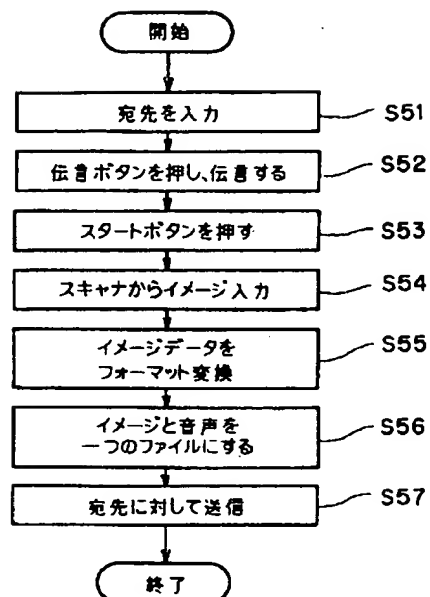 開始
宛先を入力 S51
伝言ボタンを押し、伝言する S52
スタートボタンを押す S53
スキャナからイメージ入力 S54
イメージデータを
フォーマット変換 S55
イメージと音声を
一つのファイルにする S56
宛先に対して送信 S57
終了